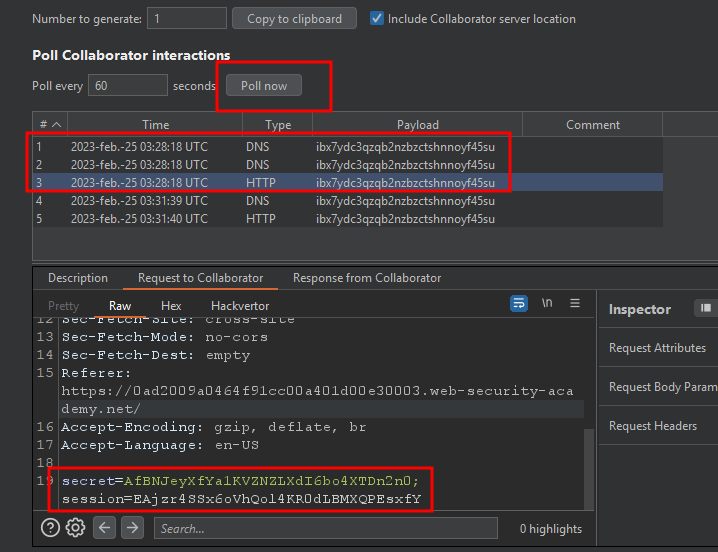 Number to generate: 1 Copy to clipboard Include Collaborator server location
Poll Collaborator interactions
Poll every 60 seconds Poll now
# Time Type Payload Comment
1 2023-feb.-25 03:28:18 UTC DNS ibx7ydc3qzqb2nzbzctshnnoyf45su
2 2023-feb.-25 03:28:18 UTC DNS ibx7ydc3qzqb2nzbzctshnnoyf45su
3 2023-feb.-25 03:28:18 UTC HTTP ibx7ydc3qzqb2nzbzctshnnoyf45su
4 2023-feb.-25 03:31:39 UTC DNS ibx7ydc3qzqb2nzbzctshnnoyf45su
5 2023-feb.-25 03:31:40 UTC HTTP ibx7ydc3qzqb2nzbzctshnnoyf45su
Description Request to Collaborator Response from Collaborator
Pretty Raw Hex Hackvertor \n
Inspector
12 Sec-Fetch-Site: cross-site
13 Sec-Fetch-Mode: no-cors
14 Sec-Fetch-Dest: empty
15 Referer:
https://0ad2009a0464f91cc00a401d00e30003.web-security-aca
demy.net/
16 Accept-Encoding: gzip, deflate, br
17 Accept-Language: en-US
18
19 secret=AfBNJeyXfYalKVZNZLXdI6bo4XTDn2n0;
session=EAjzr4SSx6oVhQol4KR0dLBMXQPEsxfY
Request Attributes
Request Body Param
Request Headers
Search... 0 highlights